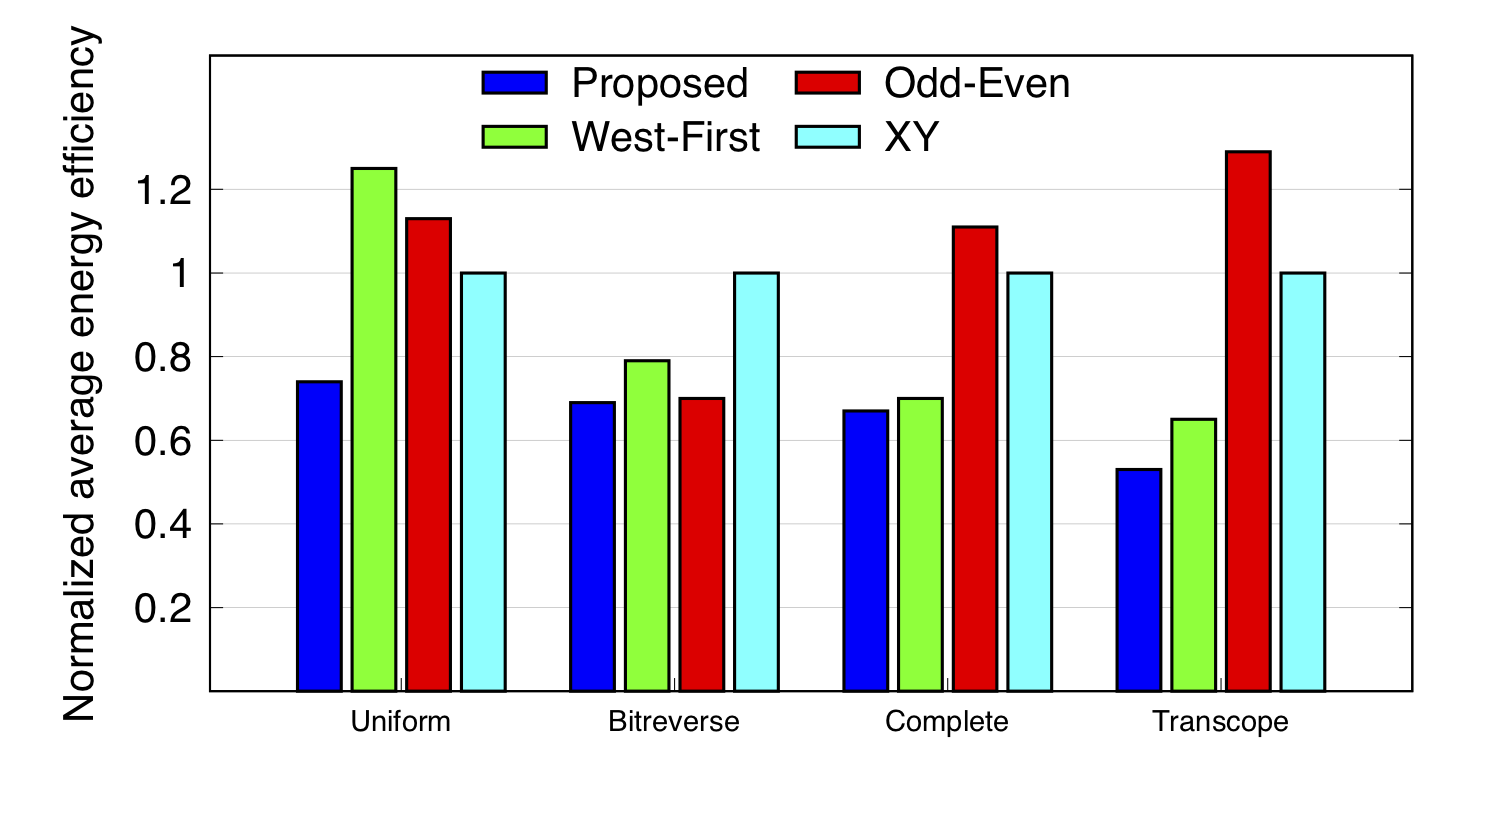 Normalized average energy efficiency
Proposed
Odd-Even
West-First
XY
1.2
1
0.8
0.6
0.4
0.2
Uniform
Bitreverse
Complete
Transcope